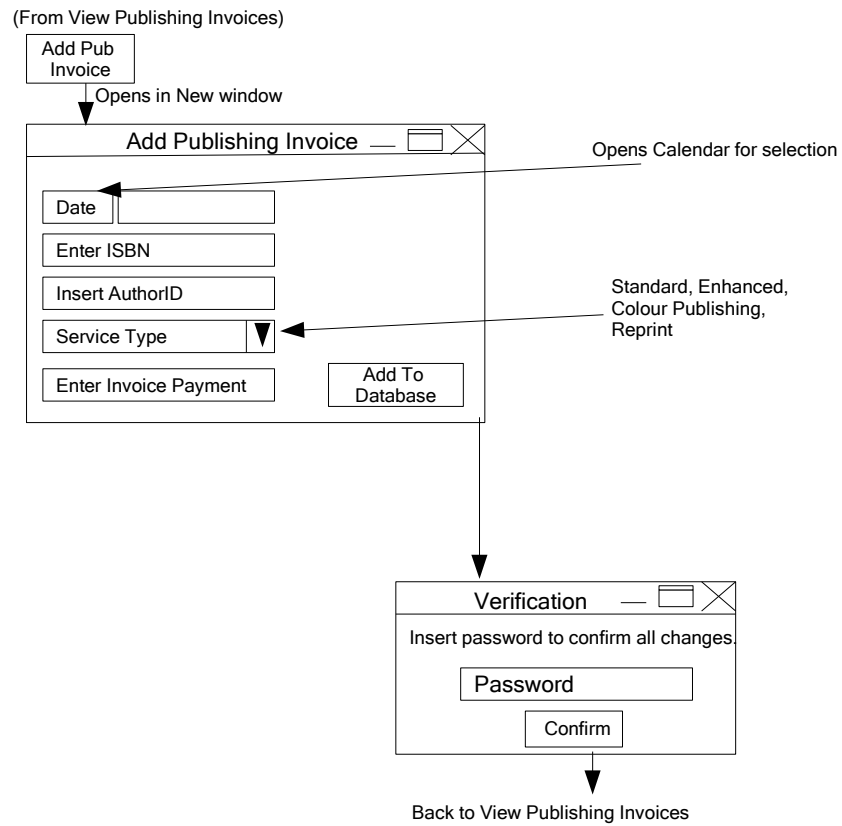 (From View Publishing Invoices)
Add Pub
Invoice
Opens in New window
Add Publishing Invoice
Opens Calendar for selection
Date
Enter ISBN
Insert AuthorID
Service Type
Standard, Enhanced,
Colour Publishing,
Reprint
Enter Invoice Payment
Add To
Database
Verification
Insert password to confirm all changes.
Password
Confirm
Back to View Publishing Invoices